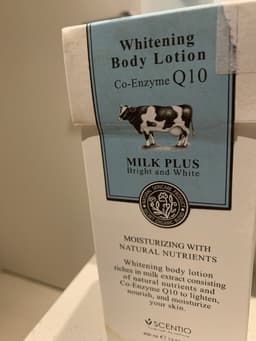 Whitening
Body Lotion
Co-Enzyme Q10
MILK PLUS
Bright and White
MOISTURIZING WITH
NATURAL NUTRIENTS
Whitening body lotion
riches in milk extract consisting
of natural nutrients and
Co-Enzyme Q10 to lighten,
nourish, and moisturize
your skin.
SCENTIO